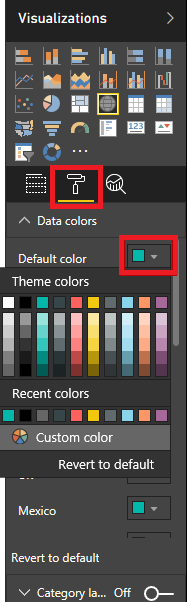 Visualizations
Data colors
Default color
Theme colors
Recent colors
Custom color
Revert to default
Mexico
Revert to default
Category la... Off